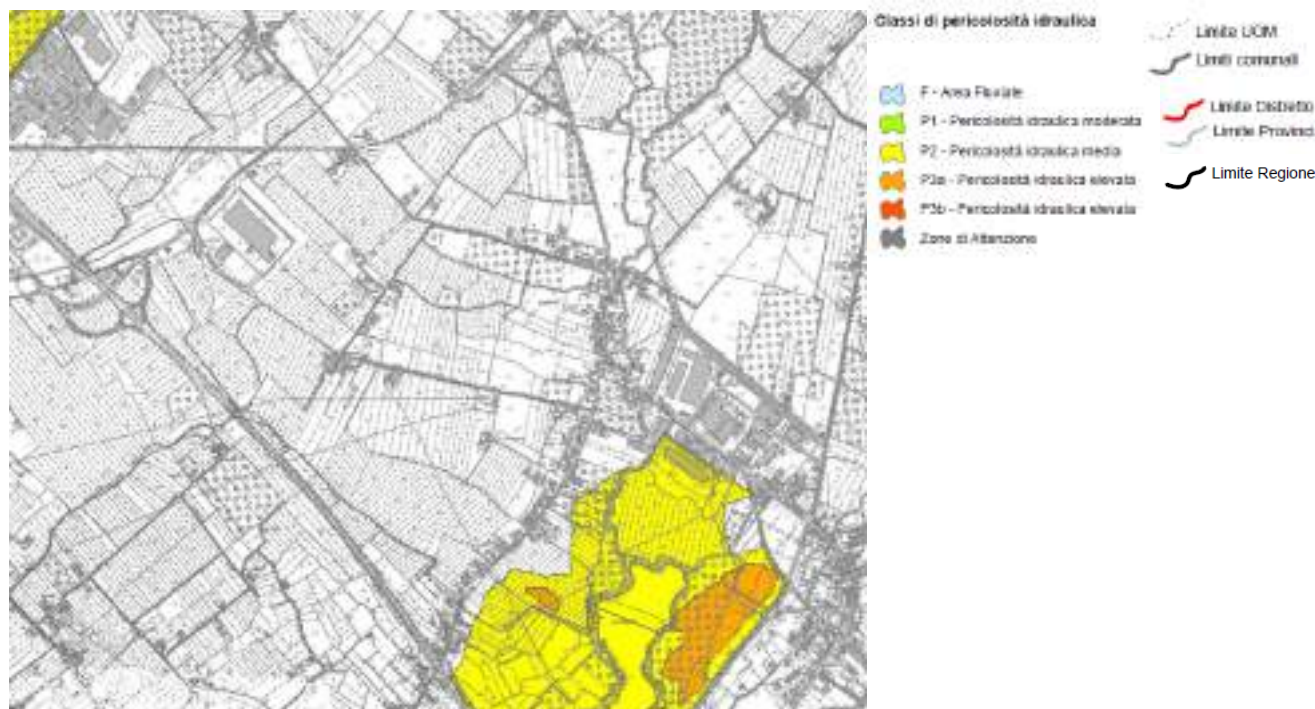 Classi di pericolosità idraulica
F - Area Fluviale
P1 - Pericolosità idraulica moderata
P2 - Pericolosità idraulica media
P3a - Pericolosità idraulica elevata
P3b - Pericolosità idraulica elevata
Zone di Attenzione
Limite UOM
Limiti comunali
Limite Distretto
Limite Provinci
Limite Regione